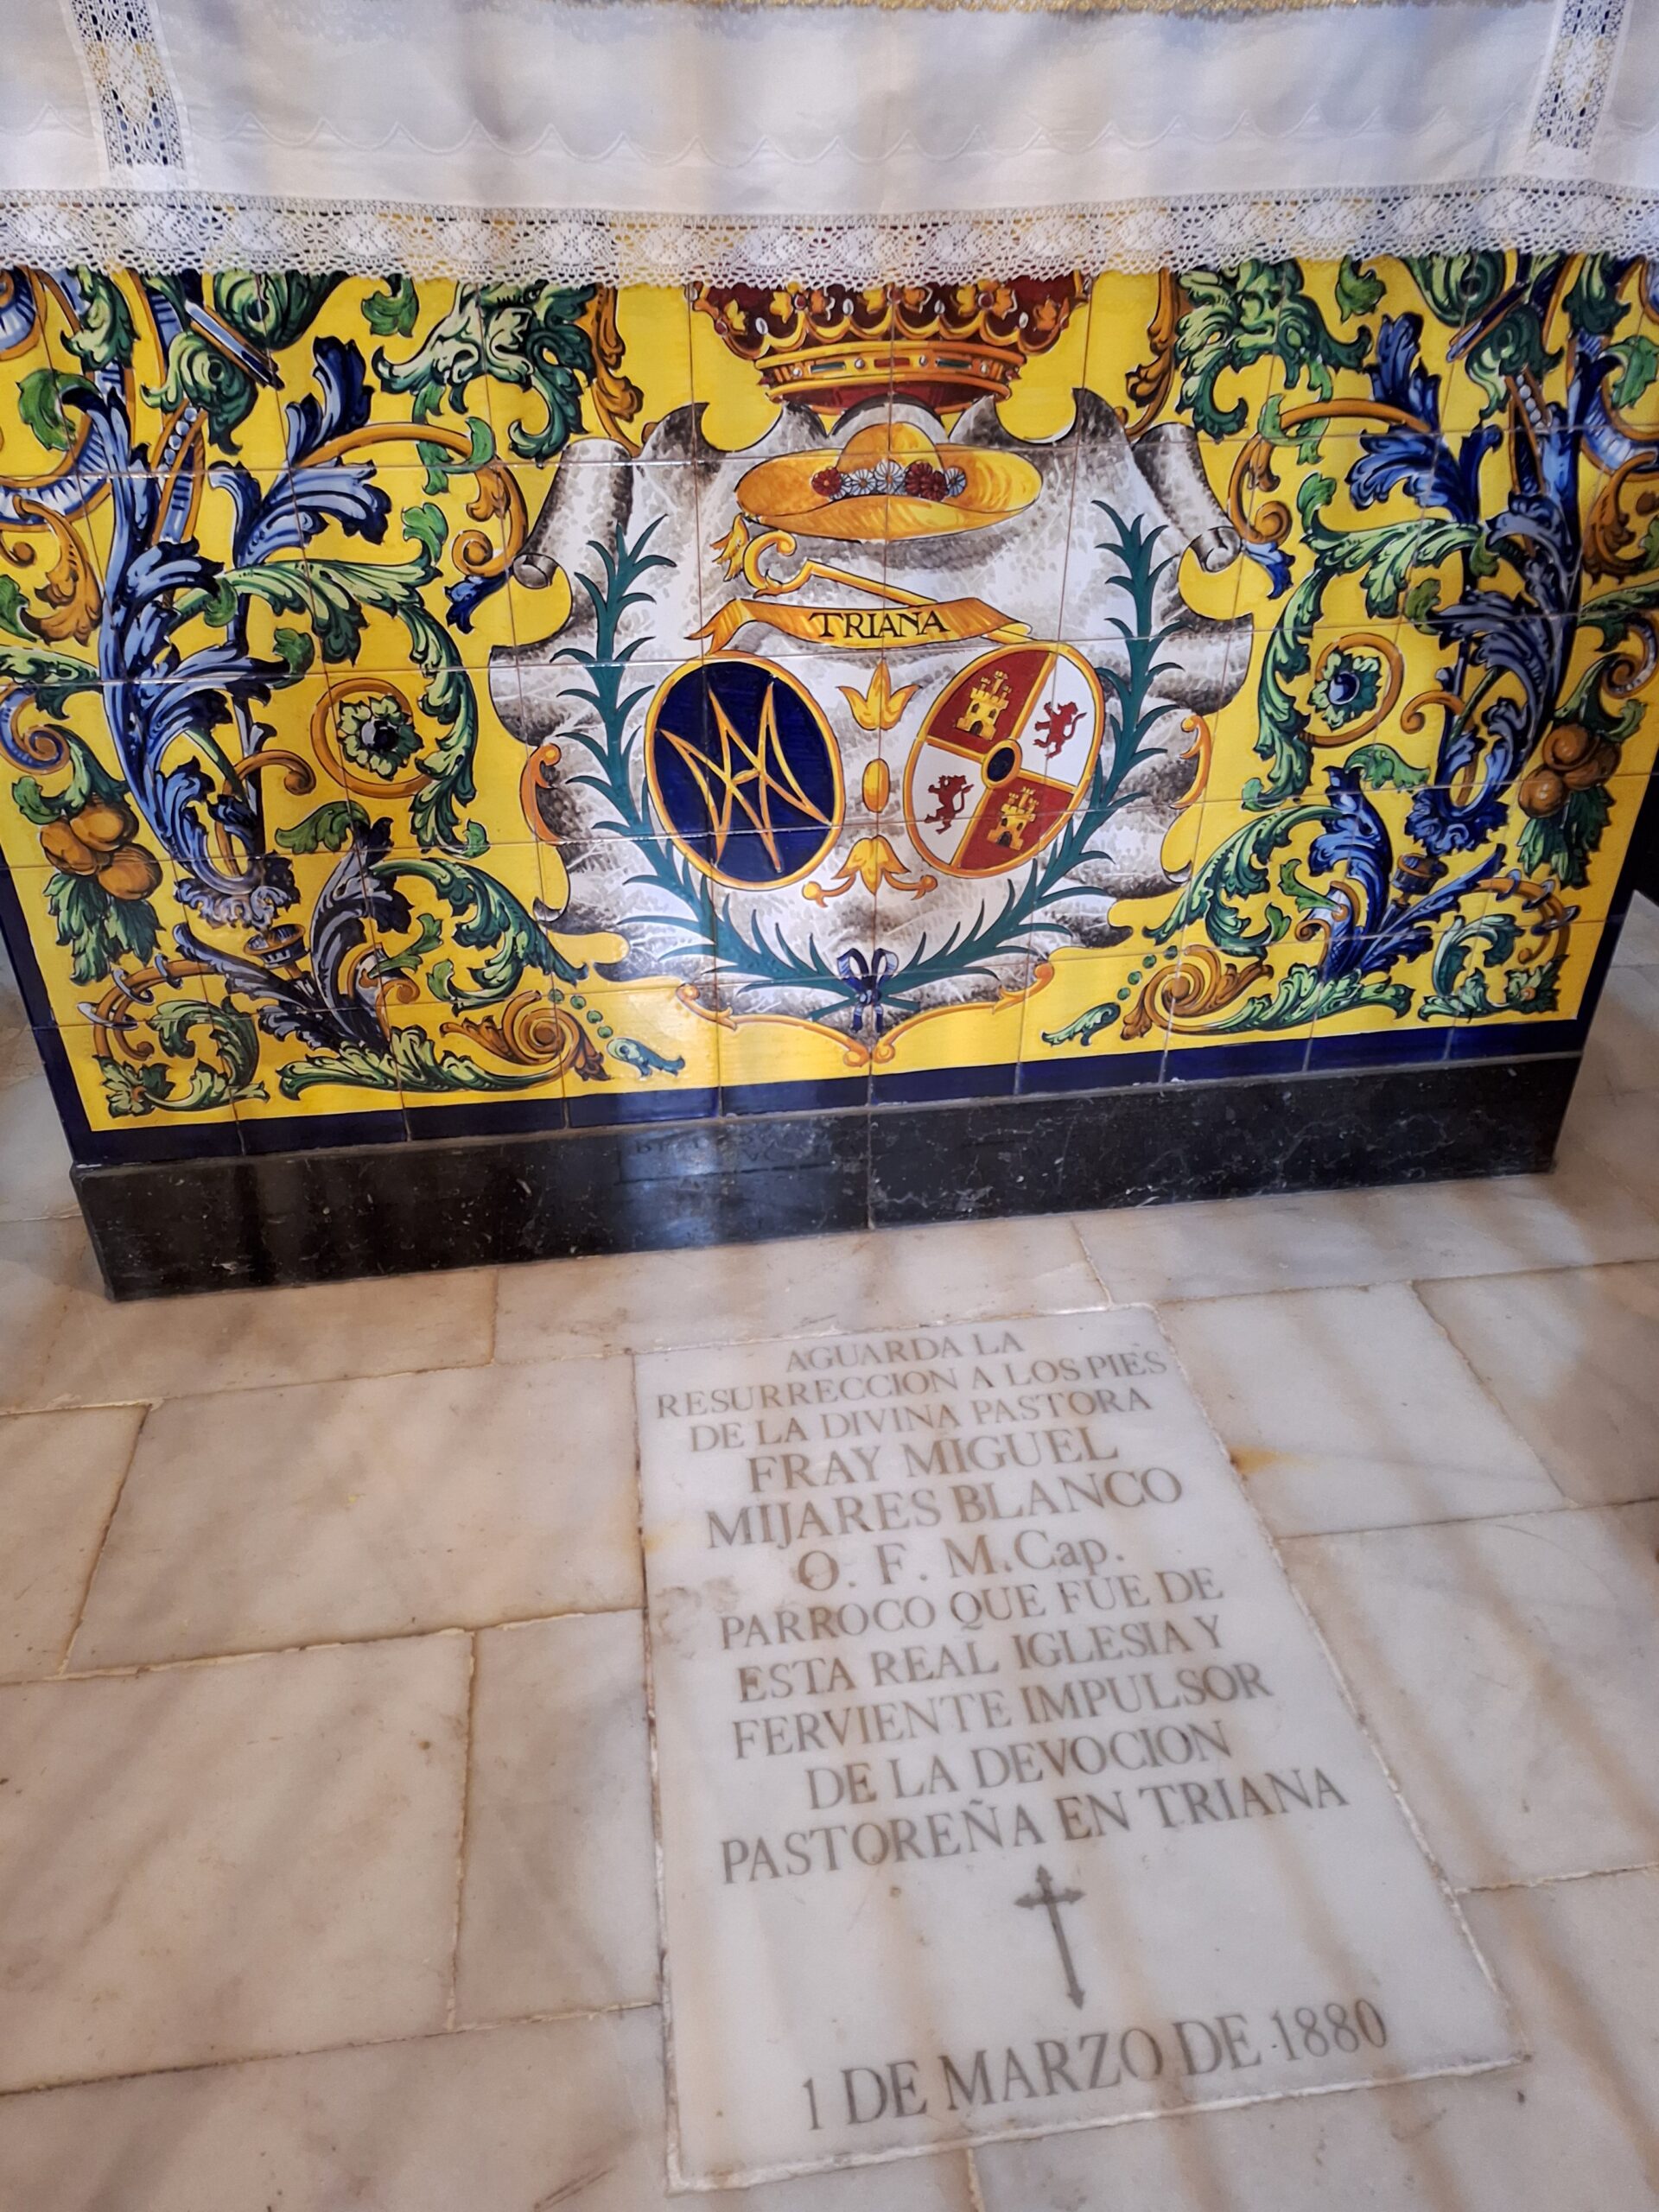 TRIANA
AGUARDA LA
RESURRECCION A LOS PIES
DE LA DIVINA PASTORA
FRAY MIGUEL
MIJARES BLANCO
O. F. M. Cap.
PARROCO QUE FUE DE
ESTA REAL IGLESIA Y
FERVIENTE IMPULSOR
DE LA DEVOCION
PASTOREÑA EN TRIANA
1 DE MARZO DE 1880